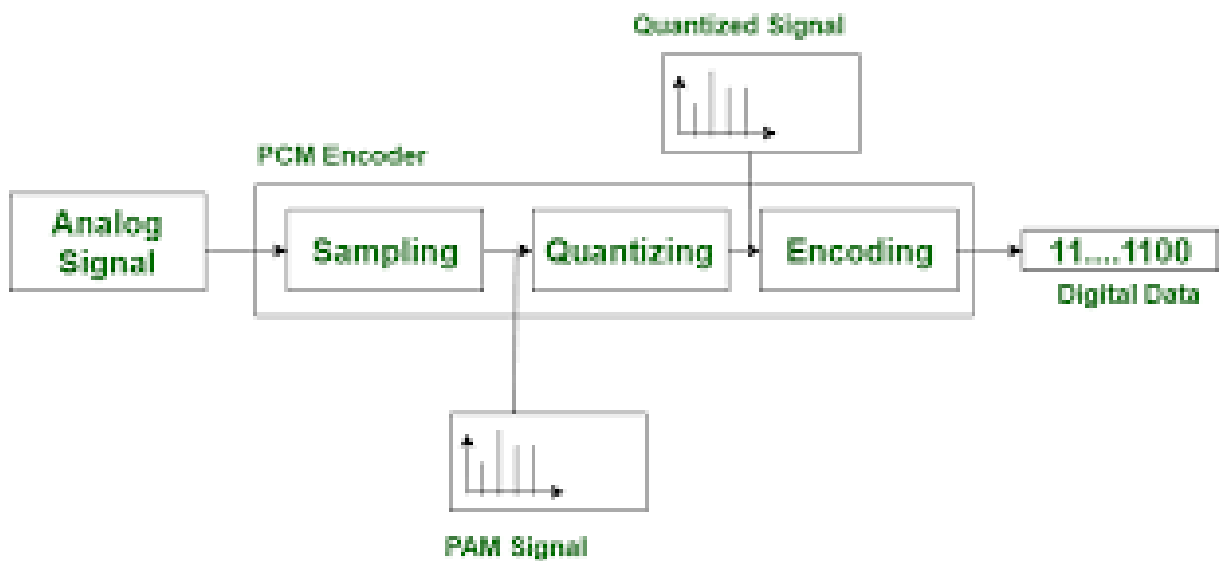 Quantized Signal
PCM Encoder
Analog
Signal
Sampling
Quantizing
Encoding
11....1100
Digital Data
PAM Signal